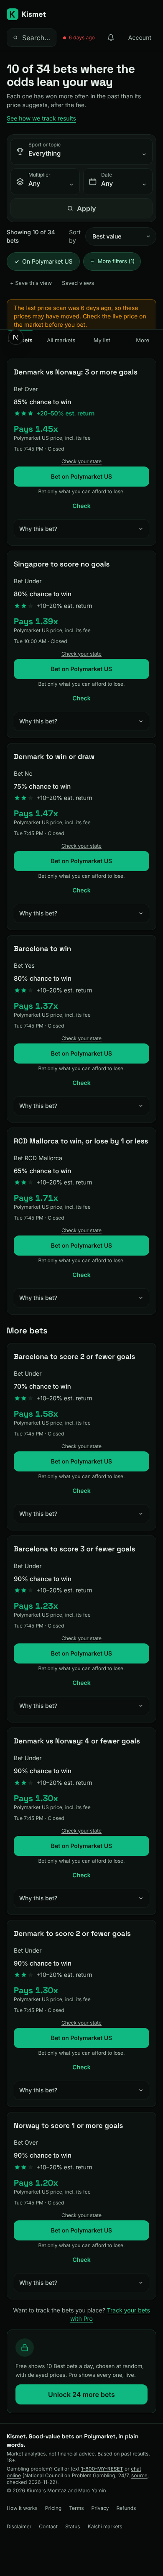 K Kismet
Search...
6 days ago
Account
10 of 34 bets where the
odds lean your way
Each one has won more often in the past than its
price suggests, after the fee.
See how we track results
Sport or topic
Everything
Multiplier
Any
Date
Any
Apply
Showing 10 of 34
bets
Sort
by
Best value
On Polymarket US
More filters (1)
+ Save this view
Saved views
The last price scan was 6 days ago, so these
prices may have moved. Check the live price on
the market before you bet.
N
All markets
My list
More
Denmark vs Norway: 3 or more goals
Bet Over
85% chance to win
★★★ +20–50% est. return
Pays 1.45x
Polymarket US price, incl. its fee
Tue 7:45 PM · Closed
Check your state
Bet on Polymarket US
Bet only what you can afford to lose.
Check
Why this bet?
Singapore to score no goals
Bet Under
80% chance to win
★★★ +10–20% est. return
Pays 1.39x
Polymarket US price, incl. its fee
Tue 10:00 AM · Closed
Check your state
Bet on Polymarket US
Bet only what you can afford to lose.
Check
Why this bet?
Denmark to win or draw
Bet No
75% chance to win
★★★ +10–20% est. return
Pays 1.47x
Polymarket US price, incl. its fee
Tue 7:45 PM · Closed
Check your state
Bet on Polymarket US
Bet only what you can afford to lose.
Check
Why this bet?
Barcelona to win
Bet Yes
80% chance to win
★★★ +10–20% est. return
Pays 1.37x
Polymarket US price, incl. its fee
Tue 7:45 PM · Closed
Check your state
Bet on Polymarket US
Bet only what you can afford to lose.
Check
Why this bet?
RCD Mallorca to win, or lose by 1 or less
Bet RCD Mallorca
65% chance to win
★★★ +10–20% est. return
Pays 1.71x
Polymarket US price, incl. its fee
Tue 7:45 PM · Closed
Check your state
Bet on Polymarket US
Bet only what you can afford to lose.
Check
Why this bet?
More bets
Barcelona to score 2 or fewer goals
Bet Under
70% chance to win
★★★ +10–20% est. return
Pays 1.58x
Polymarket US price, incl. its fee
Tue 7:45 PM · Closed
Check your state
Bet on Polymarket US
Bet only what you can afford to lose.
Check
Why this bet?
Barcelona to score 3 or fewer goals
Bet Under
90% chance to win
★★★ +10–20% est. return
Pays 1.23x
Polymarket US price, incl. its fee
Tue 7:45 PM · Closed
Check your state
Bet on Polymarket US
Bet only what you can afford to lose.
Check
Why this bet?
Denmark vs Norway: 4 or fewer goals
Bet Under
90% chance to win
★★★ +10–20% est. return
Pays 1.30x
Polymarket US price, incl. its fee
Tue 7:45 PM · Closed
Check your state
Bet on Polymarket US
Bet only what you can afford to lose.
Check
Why this bet?
Denmark to score 2 or fewer goals
Bet Under
90% chance to win
★★★ +10–20% est. return
Pays 1.30x
Polymarket US price, incl. its fee
Tue 7:45 PM · Closed
Check your state
Bet on Polymarket US
Bet only what you can afford to lose.
Check
Why this bet?
Norway to score 1 or more goals
Bet Over
90% chance to win
★★★ +10–20% est. return
Pays 1.20x
Polymarket US price, incl. its fee
Tue 7:45 PM · Closed
Check your state
Bet on Polymarket US
Bet only what you can afford to lose.
Check
Why this bet?
Want to track the bets you place? Track your bets
with Pro
Free shows 10 Best bets a day, chosen at random,
with delayed prices. Pro shows every one, live.
Unlock 24 more bets
Kismet. Good-value bets on Polymarket, in plain
words.
Market analytics, not financial advice. Based on past results.
18+.
Gambling problem? Call or text 1-800-MY-RESET or chat
online (National Council on Problem Gambling, 24/7, source,
checked 2026-11-22).
© 2026 Kiumars Momtaz and Marc Yamin
How it works Pricing Terms Privacy Refunds
Disclaimer Contact Status Kalshi markets